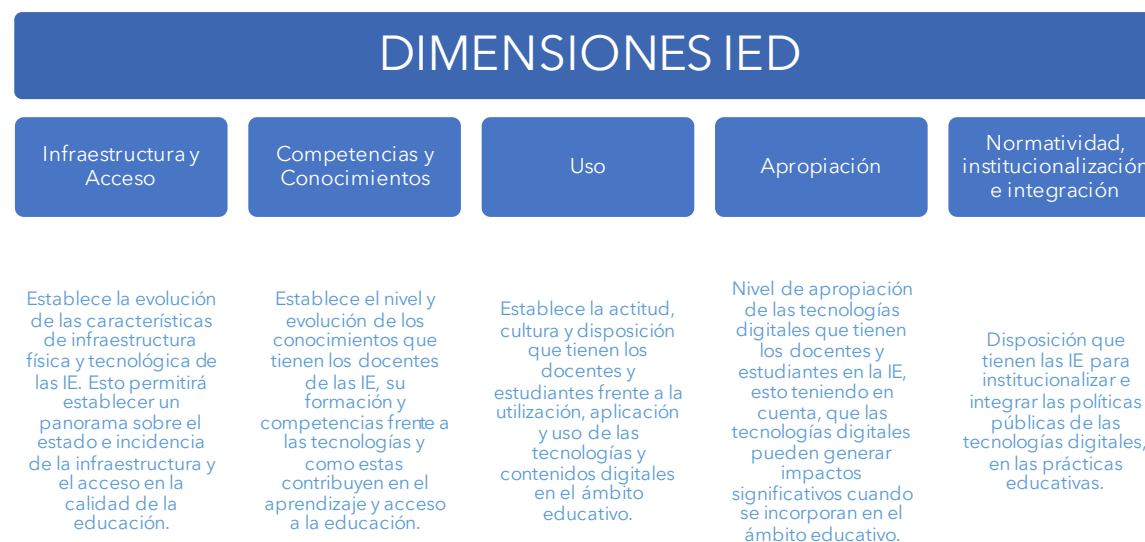 DIMENSIONES IED
Infraestructura y
Acceso
Competencias y
Conocimientos
Uso
Apropiación
Normatividad,
institucionalización
e integración
Establece la evolución
de las características
de infraestructura
física y tecnológica de
las IE. Esto permitirá
establecer un
panorama sobre el
estado e incidencia
de la infraestructura y
el acceso en la
calidad de la
educación.
Establece el nivel y
evolución de los
conocimientos que
tienen los docentes
de las IE, su
formación y
competencias frente a
las tecnologías y
como estas
contribuyen en el
aprendizaje y acceso
a la educación.
Establece la actitud,
cultura y disposición
que tienen los
docentes y
estudiantes frente a la
utilización, aplicación
y uso de las
tecnologías y
contenidos digitales
en el ámbito
educativo.
Nivel de apropiación
de las tecnologías
digitales que tienen
los docentes y
estudiantes en la IE,
esto teniendo en
cuenta, que las
tecnologías digitales
pueden generar
impactos
significativos cuando
se incorporan en el
ámbito educativo.
Disposición que
tienen las IE para
institucionalizar e
integrar las políticas
públicas de las
tecnologías digitales,
en las prácticas
educativas.